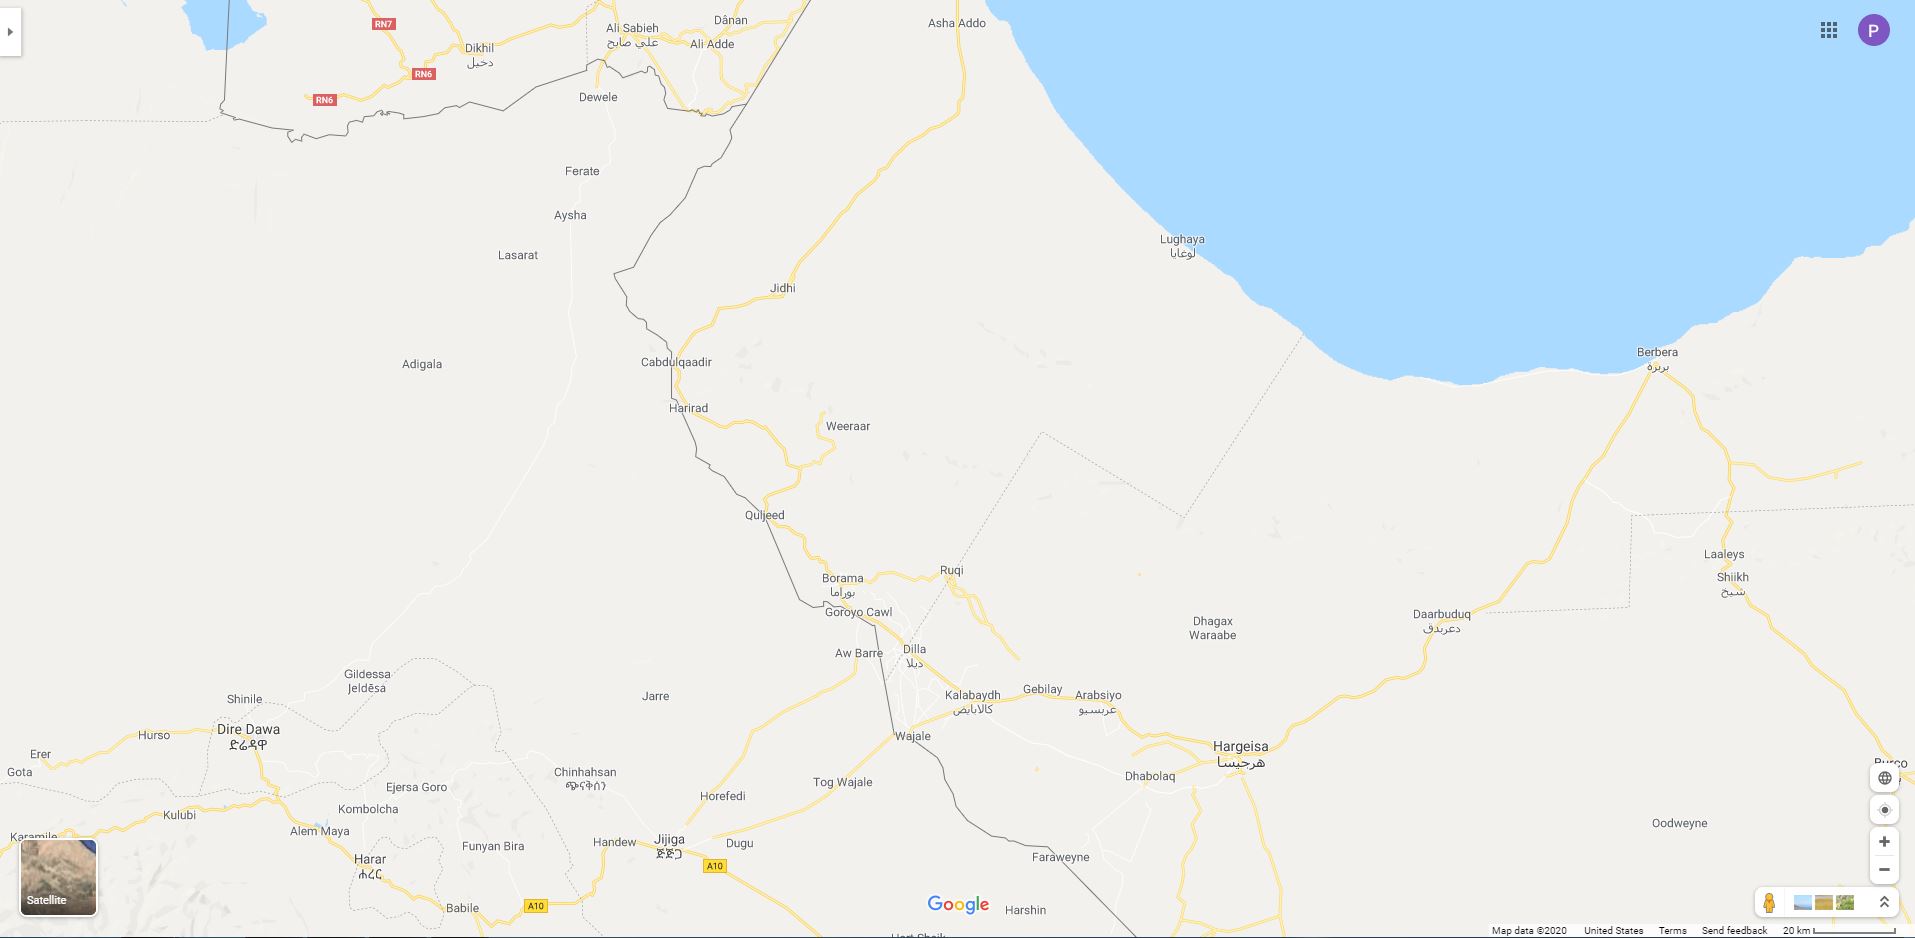 Asha Addo
Dânan
RN7
Ali Sabieh
علي صابح
Ali Adde
Dikhil
دخيل
RN6
RN6
Dewele
P
Ferate
Aysha
Lasarat
Lughaya
لوغايا
Jidhi
Cabdulqaadir
Adigala
Berbera
بربرة
Harirad
Weeraar
Quljeed
Laaleys
Ruqi
Borama
بوراما
Shiikh
شيخ
Goroyo Cawl
Daarbuduq
دعربدق
Dhagax
Waraabe
Aw Barre
Dilla
ديلا
Gildessa
Jeldēsa
Shinile
Jarre
Kalabaydh
كالابايض
Gebilay
Arabsiyo
عربسيو
Dire Dawa
ድሬዳዋ
Hurso
Wajale
Hargeisa
هرجيسا
Erer
Gota
Chinhahsan
ጭናቅሰን
Ejersa Goro
Tog Wajale
Dhabolaq
Burco
Horefedi
Kombolcha
Kulubi
Alem Maya
Oodweyne
Karamile
Funyan Bira
Handew
Jijiga
ጅጅጋ
Dugu
Harar
ሐረር
A10
Faraweyne
Satellite
Babile
A10
Google
Harshin
Hart Sheik
Map data ©2020 United States Terms Send feedback 20 km